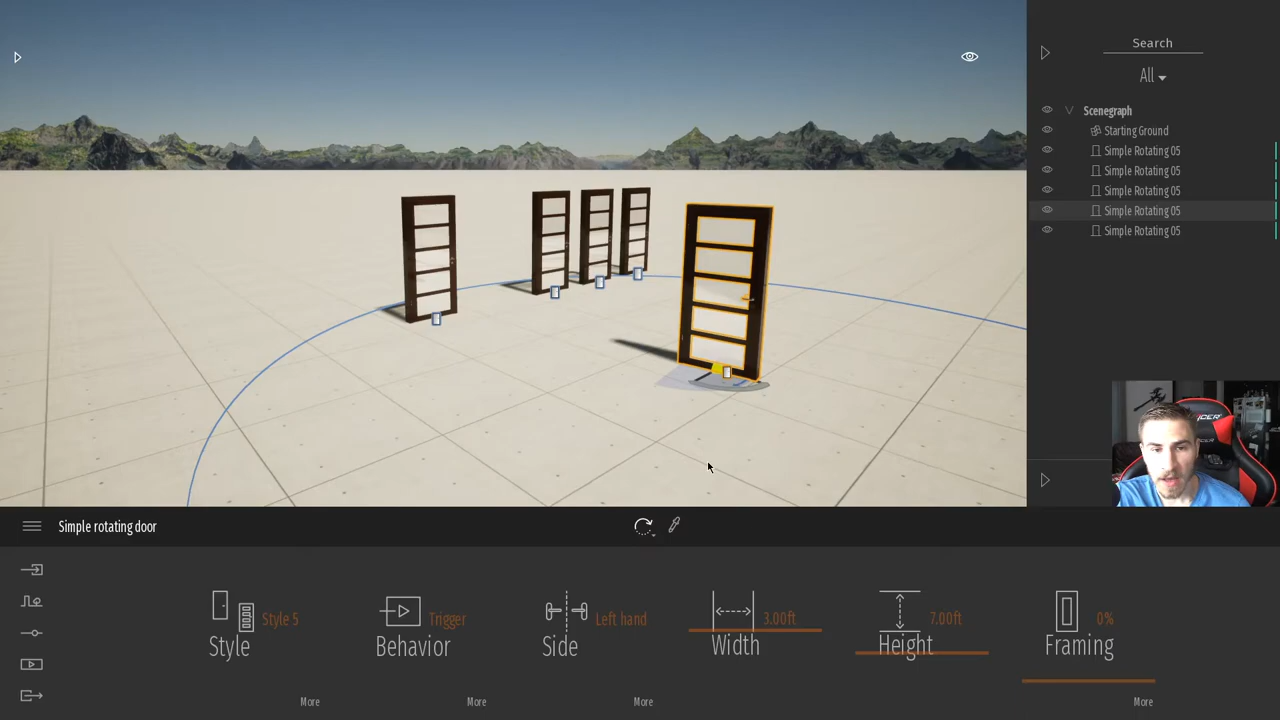 Search
All
Scenegraph
Starting Ground
Simple Rotating 05
Simple Rotating 05
Simple Rotating 05
Simple Rotating 05
Simple Rotating 05
Simple rotating door
Style 5
Style
More
Trigger
Behavior
More
Left hand
Side
More
3.00ft
Width
7.00ft
Height
0%
Framing
More